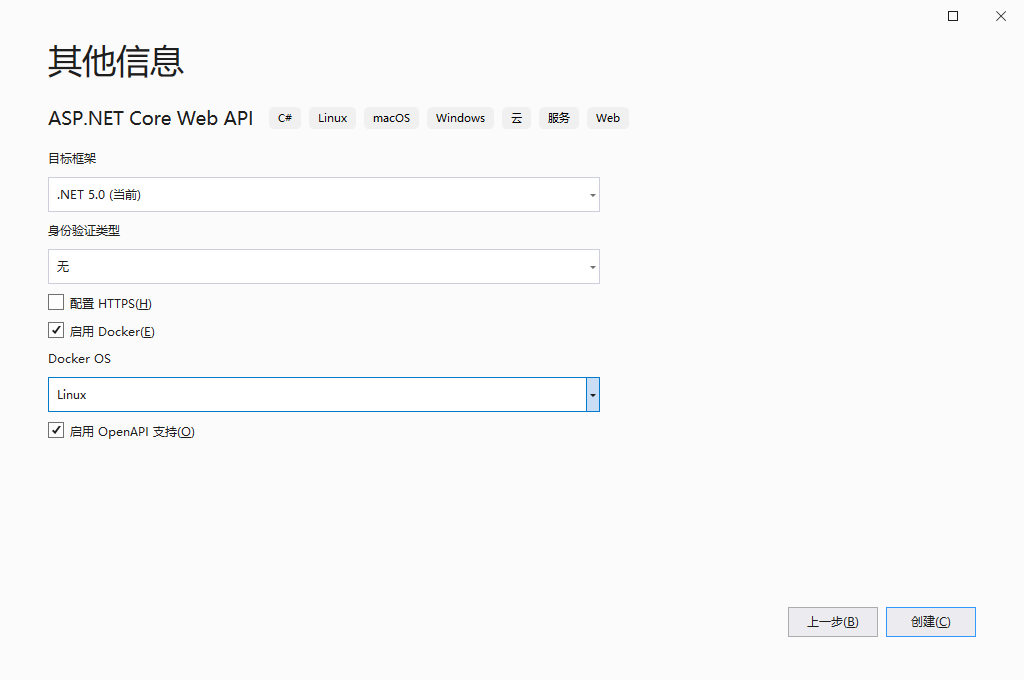 其他信息
ASP.NET Core Web API C# Linux macOS Windows 云 服务 Web
目标框架
.NET 5.0 (当前)
身份验证类型
无
配置 HTTPS(H)
启用 Docker(E)
Docker OS
Linux
启用 OpenAPI 支持(O)
上一步(B) 创建(C)